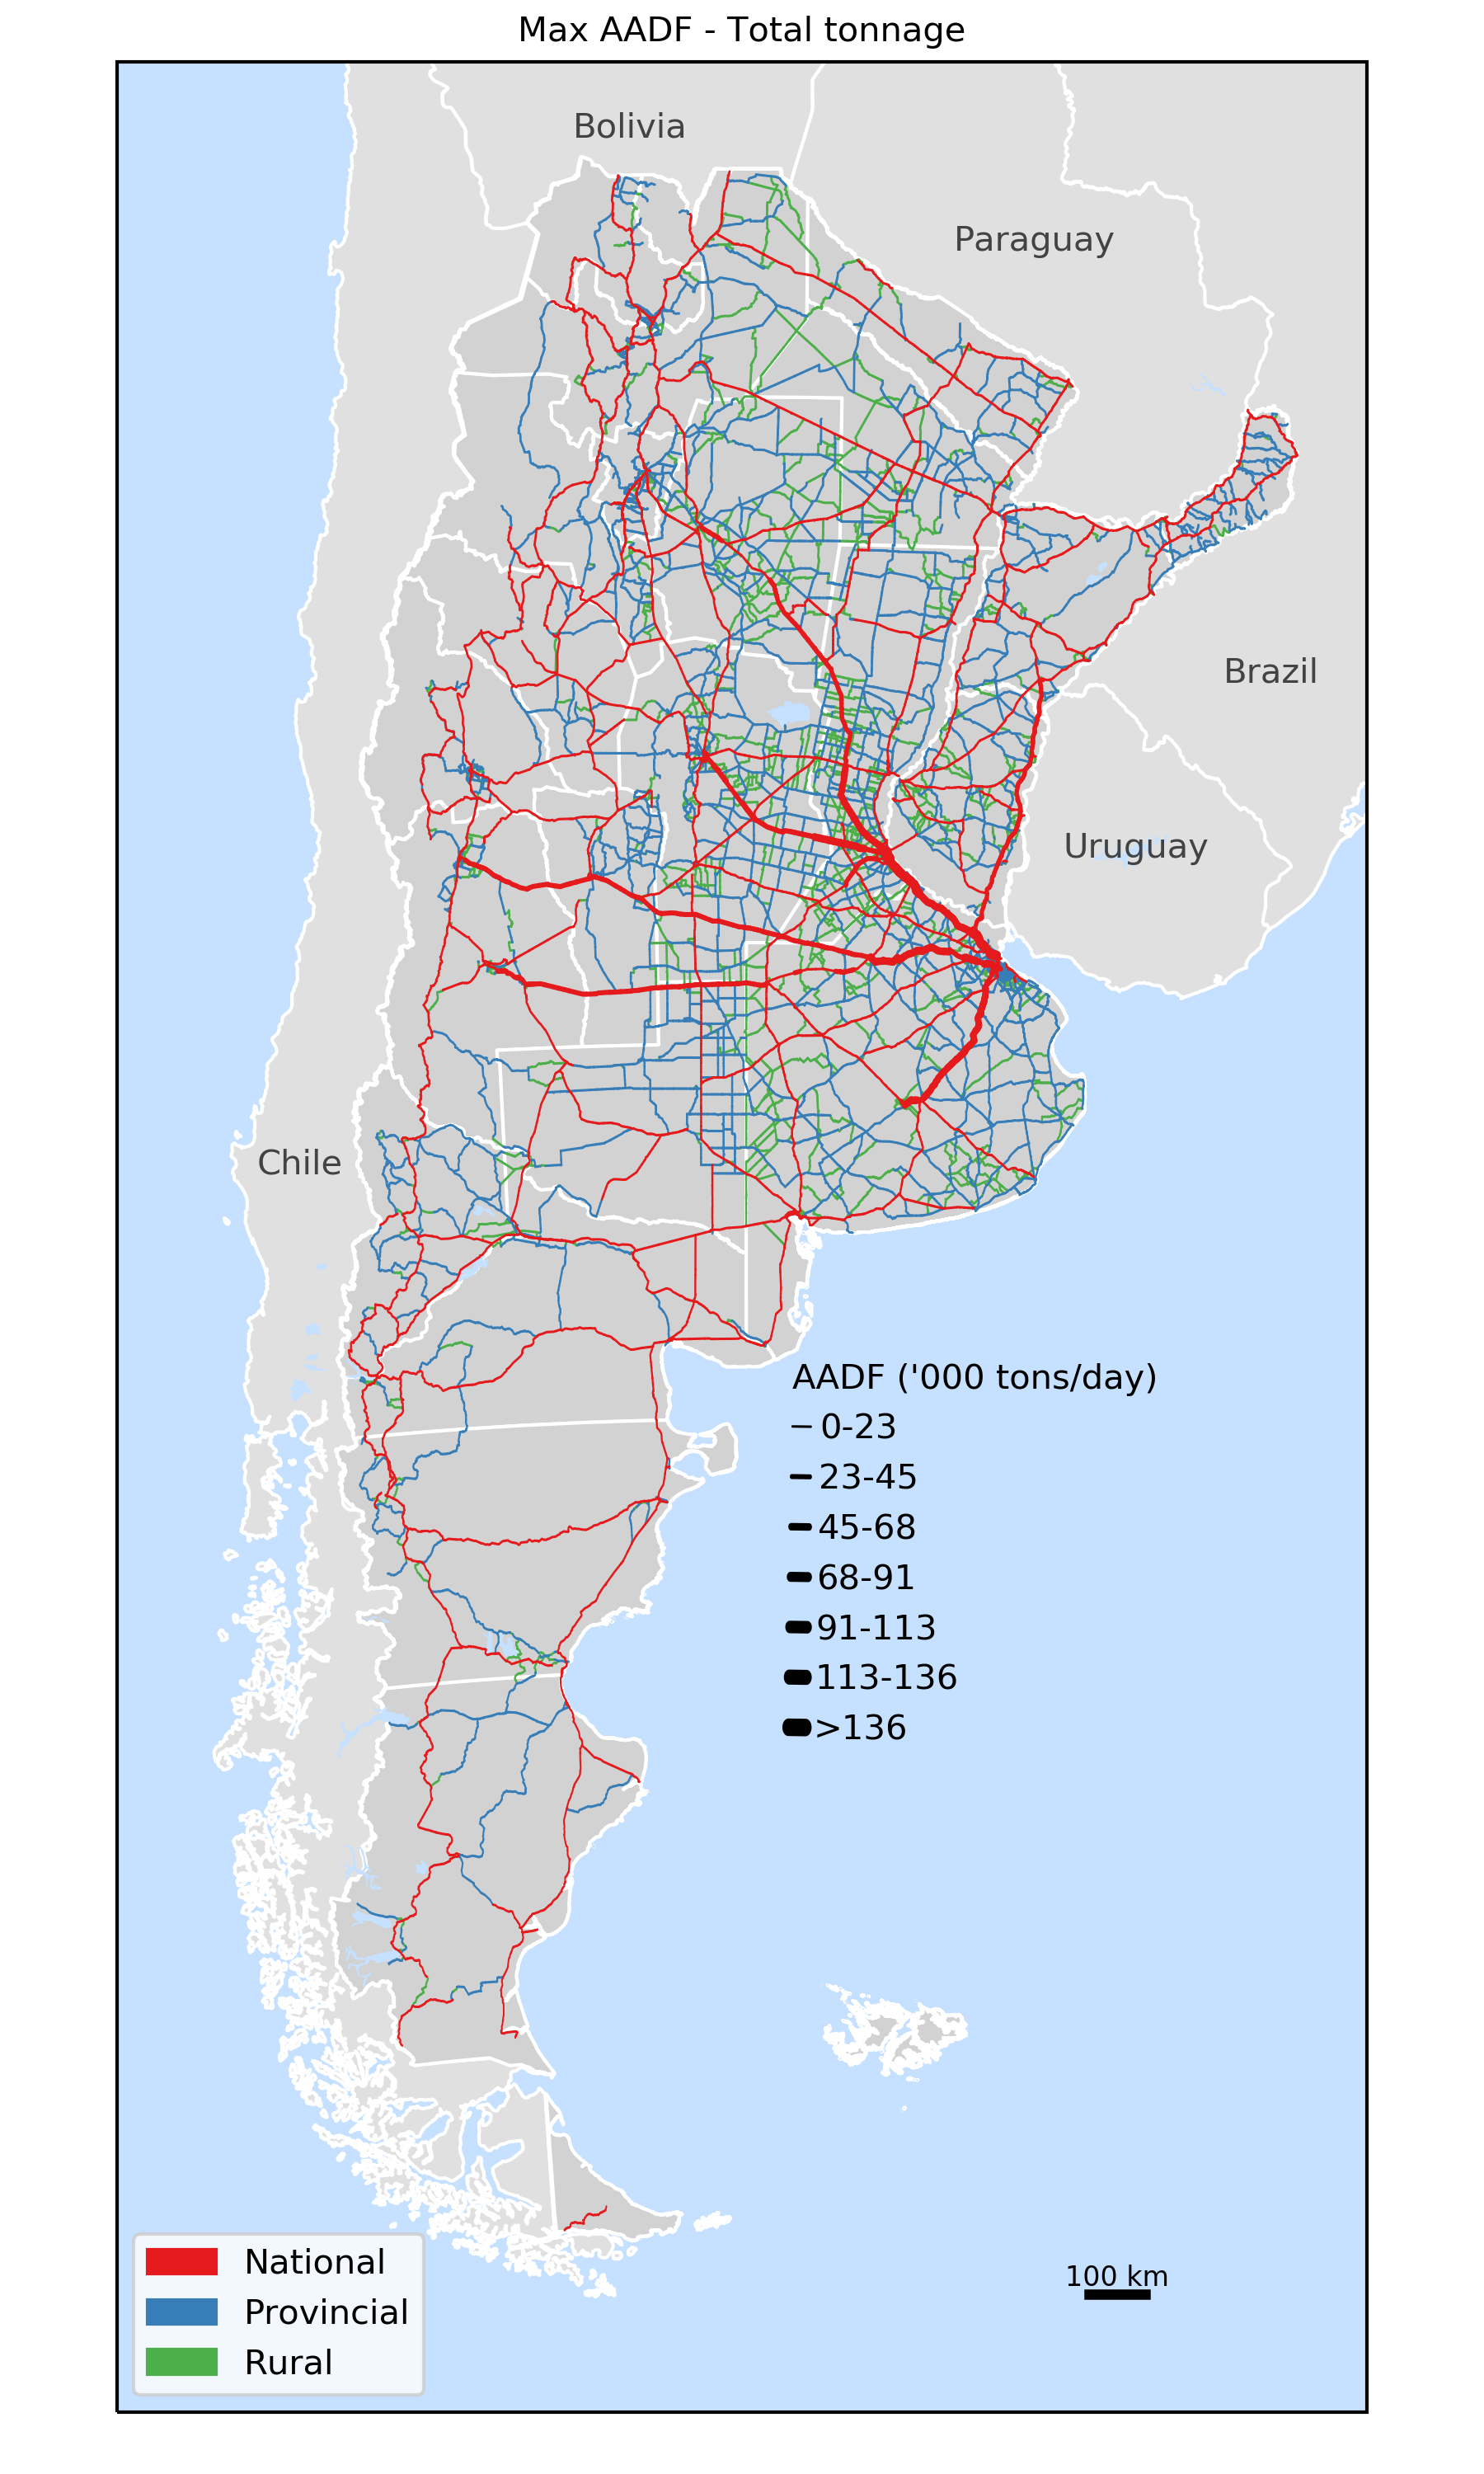 Max AADF - Total tonnage
Bolivia
Paraguay
Brazil
Uruguay
Chile
AADF ('000 tons/day)
0-23
23-45
45-68
68-91
91-113
113-136
>136
National
Provincial
Rural
100 km